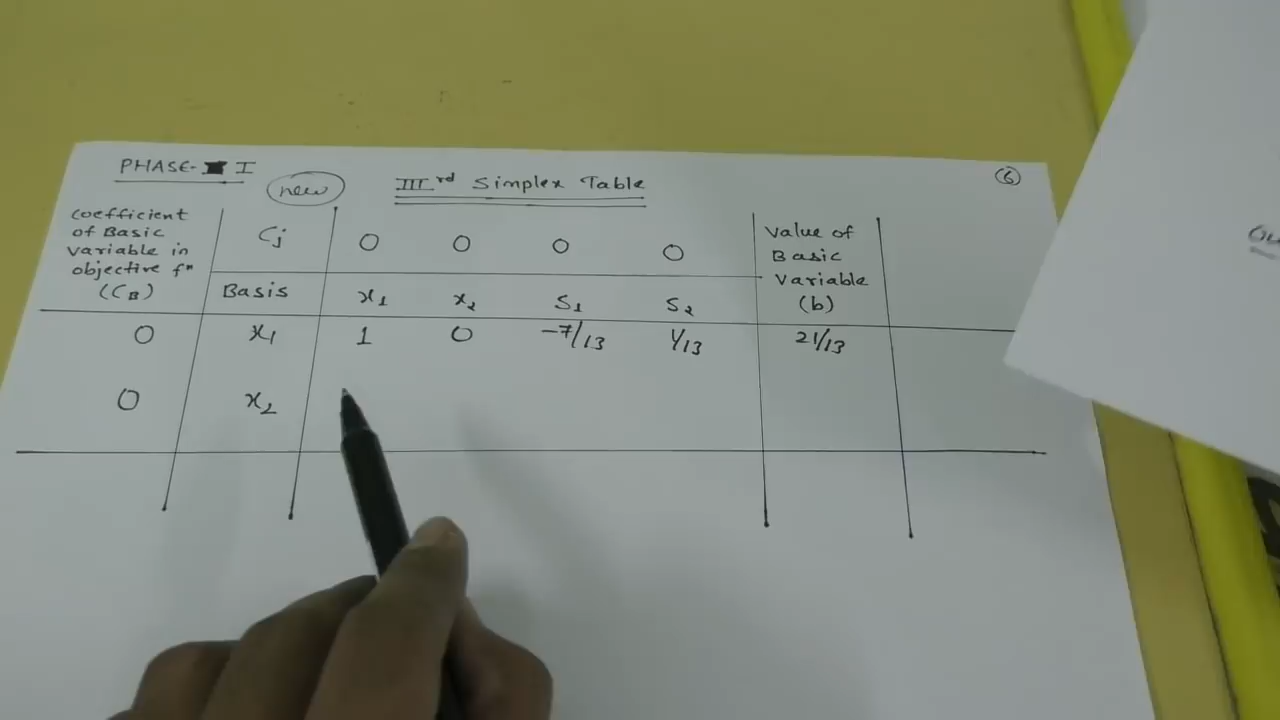 PHASE- I
new
IIIrd Simplex Table
6
Coefficient
of Basic
Variable in
objective fn
(CB)
Cj 0 0 0 0
Value of
Basic
Variable
(b)
Basis x1 x2 S1 S2
0 x1 1 0 -7/13 1/13 21/13
0 x2